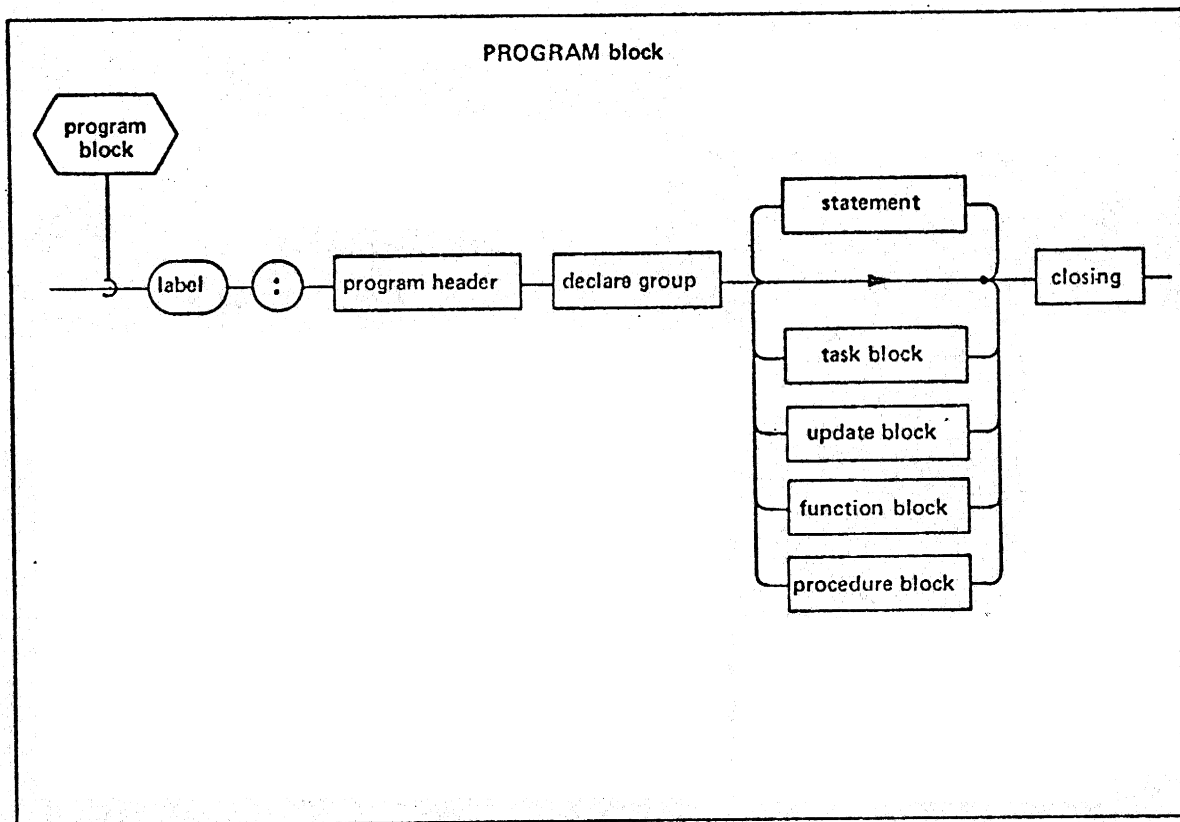 PROGRAM block
program
block
statement
label
:
program header
declare group
closing
task block
update block
function block
procedure block